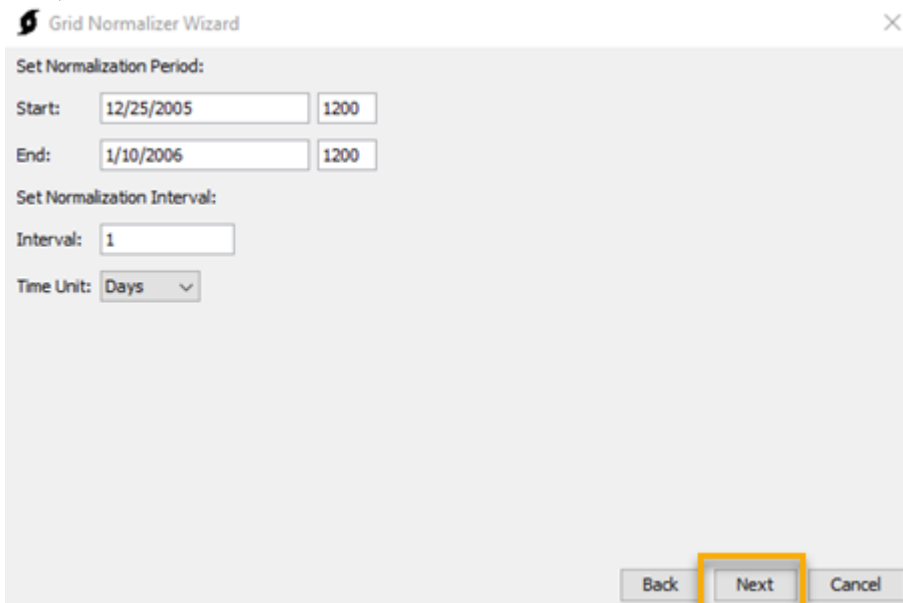 Grid Normalizer Wizard
Set Normalization Period:
Start: 12/25/2005 1200
End: 1/10/2006 1200
Set Normalization Interval:
Interval: 1
Time Unit: Days
Back Next Cancel